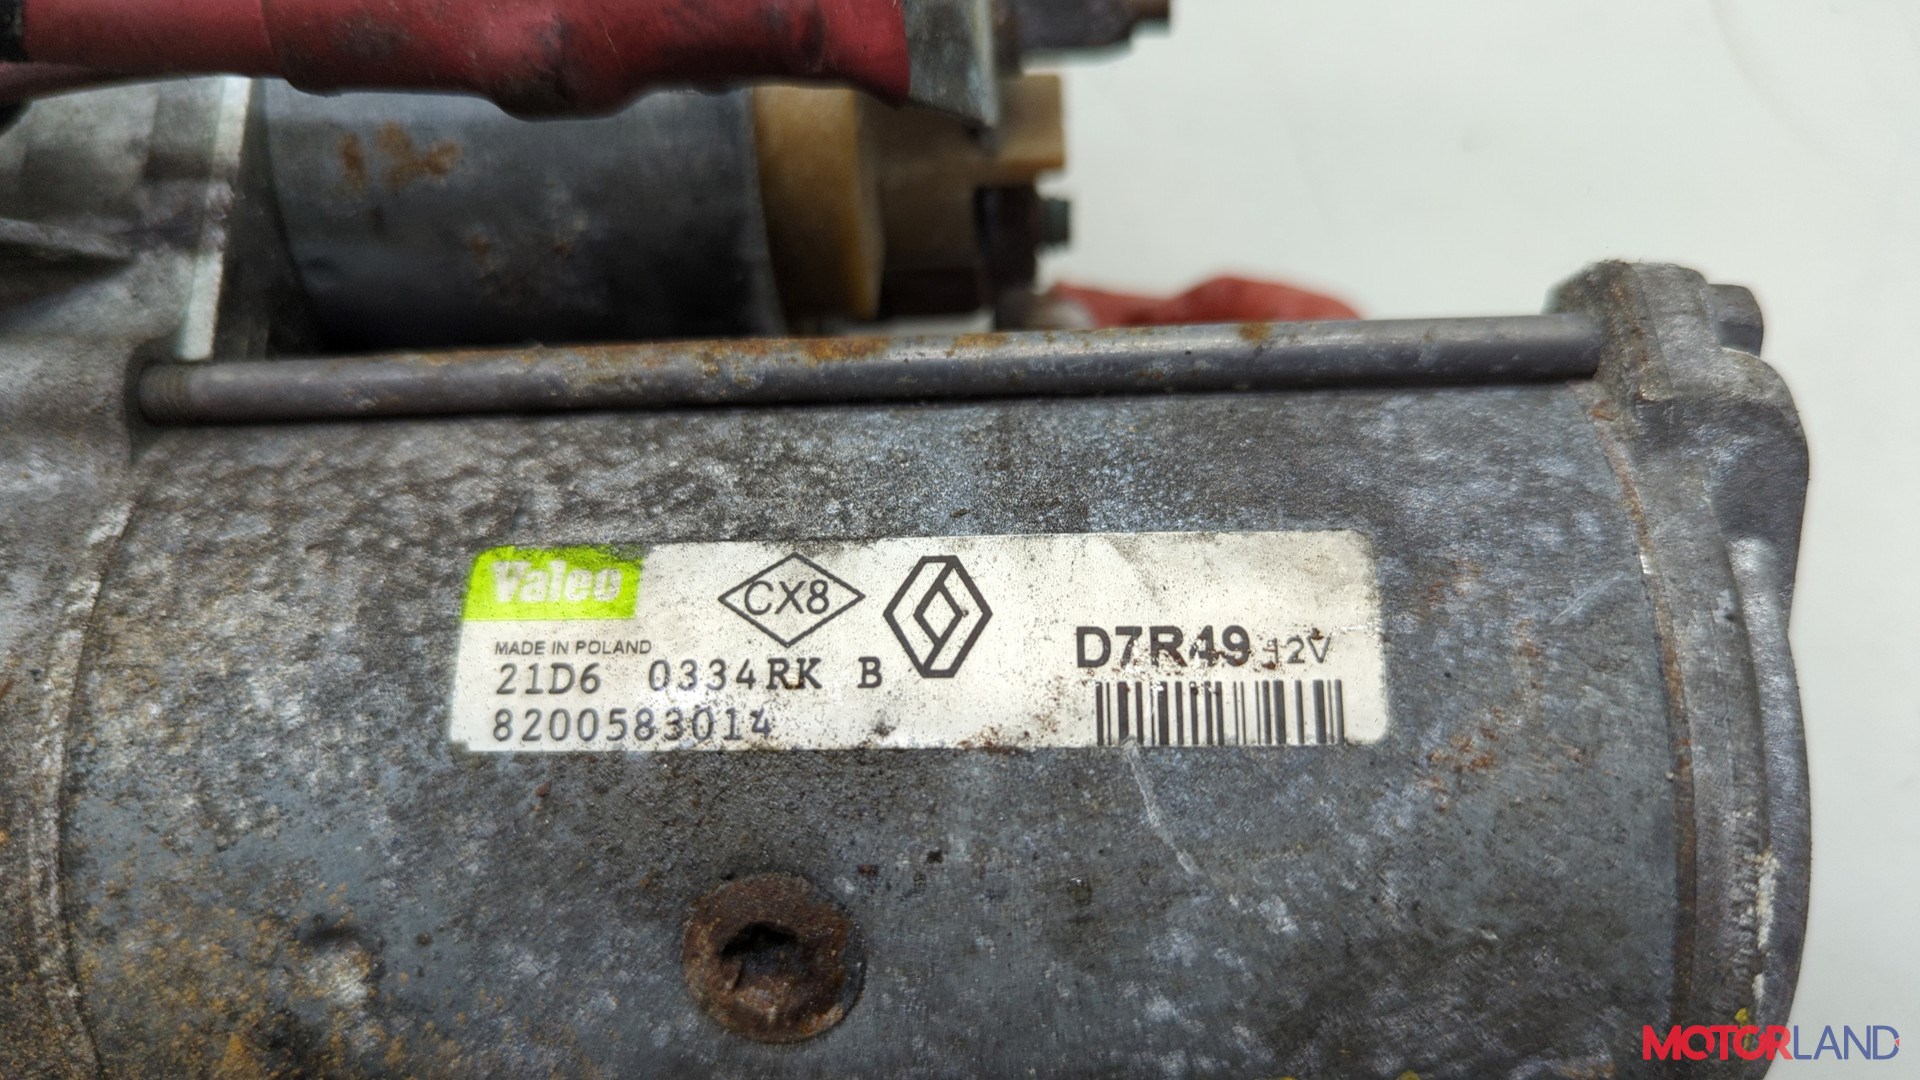 Valeo
CX8
MADE IN POLAND
21D6 0334RK B
8200583014
D7R49 12V
MOTORLAND